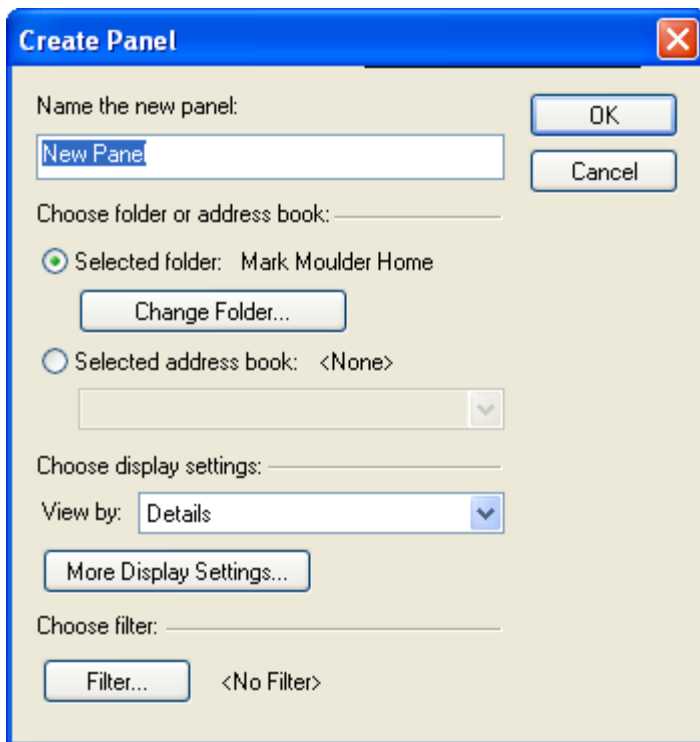 Create Panel
Name the new panel:
OK
New Panel
Cancel
Choose folder or address book:
Selected folder: Mark Moulder Home
Change Folder...
Selected address book: <None>
Choose display settings:
View by: Details
More Display Settings...
Choose filter:
Filter... <No Filter>